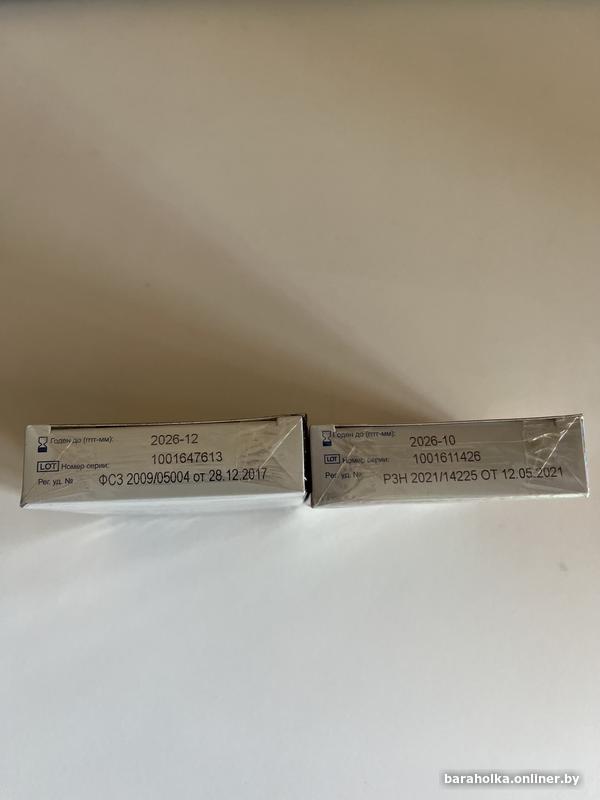 Годен до (гггг-мм): 2026-12
LOT Номер серии: 1001647613
Рег. уд. № ФСЗ 2009/05004 от 28.12.2017
Годен до (гггг-мм): 2026-10
LOT Номер серии: 1001611426
Рег. уд. №: РЗН 2021/14225 ОТ 12.05.2021
baraholka.onliner.by